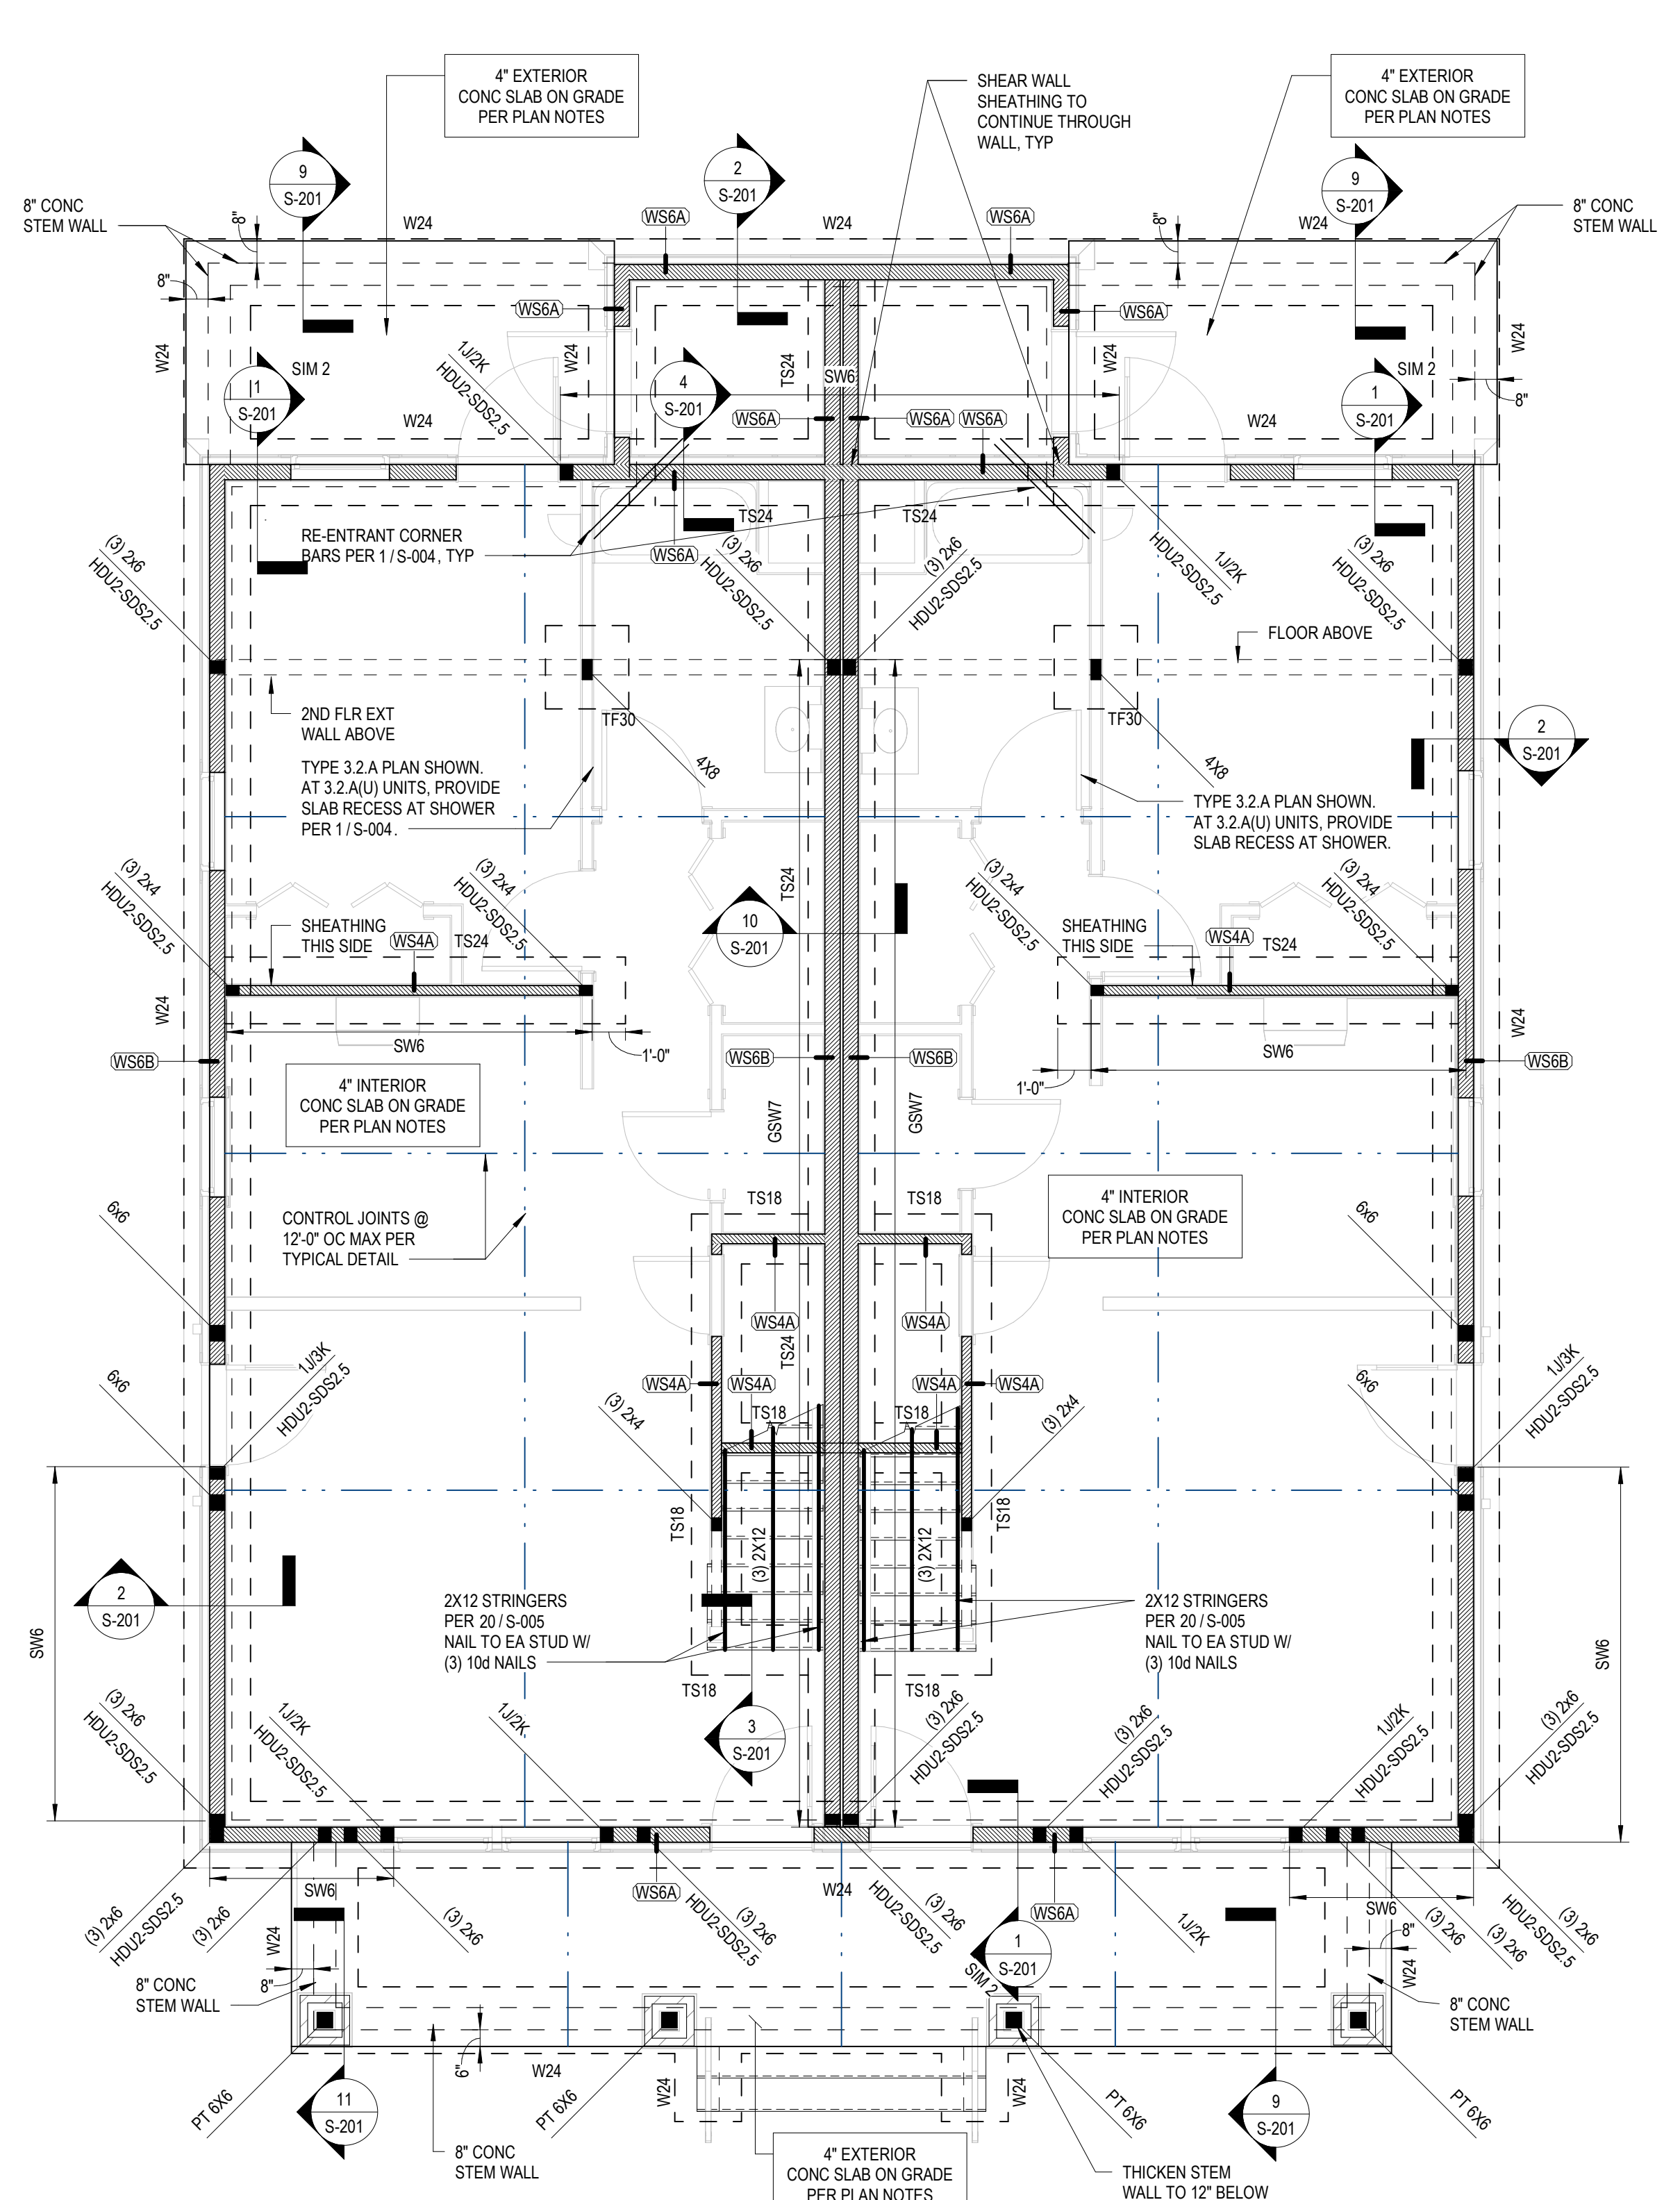 4" EXTERIOR
CONC SLAB ON GRADE
PER PLAN NOTES
SHEAR WALL
SHEATHING TO
CONTINUE THROUGH
WALL, TYP
4" EXTERIOR
CONC SLAB ON GRADE
PER PLAN NOTES
9
S-201
2
S-201
9
S-201
8" CONC
STEM WALL
8"
W24
WS6A
W24
WS6A
8"
W24
8" CONC
STEM WALL
8"
WS6A
WS6A
W24
SIM 2
1
S-201
1J/2K
HDU2-SDS2.5
W24
4
S-201
TS24
SW6
W24
1
S-201
SIM 2
W24
8"
W24
WS6A
WS6A
WS6A
W24
RE-ENTRANT CORNER
BARS PER 1 / S-004, TYP
TS24
WS6A
TS24
(3) 2x6
HDU2-SDS2.5
(3) 2x6
HDU2-SDS2.5
(3) 2x6
HDU2-SDS2.5
1J/2K
HDU2-SDS2.5
(3) 2x6
HDU2-SDS2.5
FLOOR ABOVE
2ND FLR EXT
WALL ABOVE
TF30
TF30
4X8
4X8
2
S-201
TYPE 3.2.A PLAN SHOWN.
AT 3.2.A(U) UNITS, PROVIDE
SLAB RECESS AT SHOWER
PER 1 / S-004.
TYPE 3.2.A PLAN SHOWN.
AT 3.2.A(U) UNITS, PROVIDE
SLAB RECESS AT SHOWER.
(3) 2x4
HDU2-SDS2.5
(3) 2x4
HDU2-SDS2.5
TS24
(3) 2x4
HDU2-SDS2.5
(3) 2x4
HDU2-SDS2.5
SHEATHING
THIS SIDE
WS4A
TS24
10
S-201
SHEATHING
THIS SIDE
WS4A
TS24
W24
W24
SW6
1'-0"
SW6
1'-0"
WS6B
WS6B
WS6B
WS6B
4" INTERIOR
CONC SLAB ON GRADE
PER PLAN NOTES
GSW7
GSW7
4" INTERIOR
CONC SLAB ON GRADE
PER PLAN NOTES
TS18
TS18
CONTROL JOINTS @
12'-0" OC MAX PER
TYPICAL DETAIL
6x6
6x6
WS4A
WS4A
TS24
6x6
1J/3K
HDU2-SDS2.5
WS4A
WS4A
WS4A
WS4A
6x6
1J/3K
HDU2-SDS2.5
(3) 2x4
TS18
TS18
(3) 2x4
TS18
(3) 2X12
(3) 2X12
TS18
2
S-201
2X12 STRINGERS
PER 20 / S-005
NAIL TO EA STUD W/
(3) 10d NAILS
2X12 STRINGERS
PER 20 / S-005
NAIL TO EA STUD W/
(3) 10d NAILS
SW6
SW6
TS18
TS18
3
S-201
(3) 2x6
HDU2-SDS2.5
1J/2K
HDU2-SDS2.5
1J/2K
(3) 2x6
HDU2-SDS2.5
(3) 2x6
HDU2-SDS2.5
1J/2K
HDU2-SDS2.5
(3) 2x6
HDU2-SDS2.5
SW6
WS6A
W24
WS6A
SW6
(3) 2x6
HDU2-SDS2.5
(3) 2x6
(3) 2x6
(3) 2x6
HDU2-SDS2.5
(3) 2x6
HDU2-SDS2.5
1J/2K
(3) 2x6
(3) 2x6
(3) 2x6
HDU2-SDS2.5
W24
8"
1
S-201
SIM 2
8"
W24
8" CONC
STEM WALL
8" CONC
STEM WALL
6"
W24
W24
W24
PT 6X6
11
S-201
PT 6X6
PT 6X6
9
S-201
PT 6X6
8" CONC
STEM WALL
4" EXTERIOR
CONC SLAB ON GRADE
PER PLAN NOTES
THICKEN STEM
WALL TO 12" BELOW